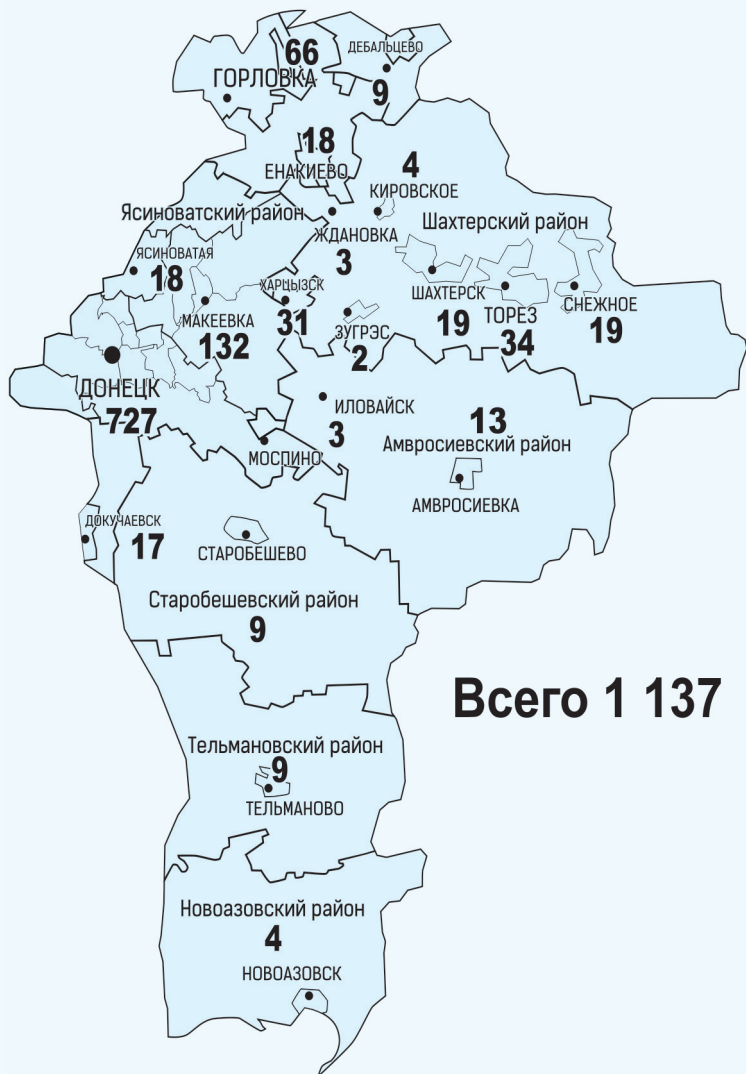 66
ДЕБАЛЬЦЕВО
ГОРЛОВКА
9
18
ЕНАКИЕВО
4
КИРОВСКОЕ
Ясиноватский район
ЖДАНОВКА
3
Шахтерский район
ЯСИНОВАТАЯ
18
ХАРЦЫЗСК
31
ШАХТЕРСК
19
ТОРЕЗ
34
СНЕЖНОЕ
19
МАКЕЕВКА
132
ЗУГРЭС
2
ДОНЕЦК
727
ИЛОВАЙСК
3
13
Амвросиевский район
МОСПИНО
АМВРОСИЕВКА
ДОКУЧАЕВСК
17
СТАРОБЕШЕВО
Старобешевский район
9
Всего 1 137
Тельмановский район
9
ТЕЛЬМАНОВО
Новоазовский район
4
НОВОАЗОВСК